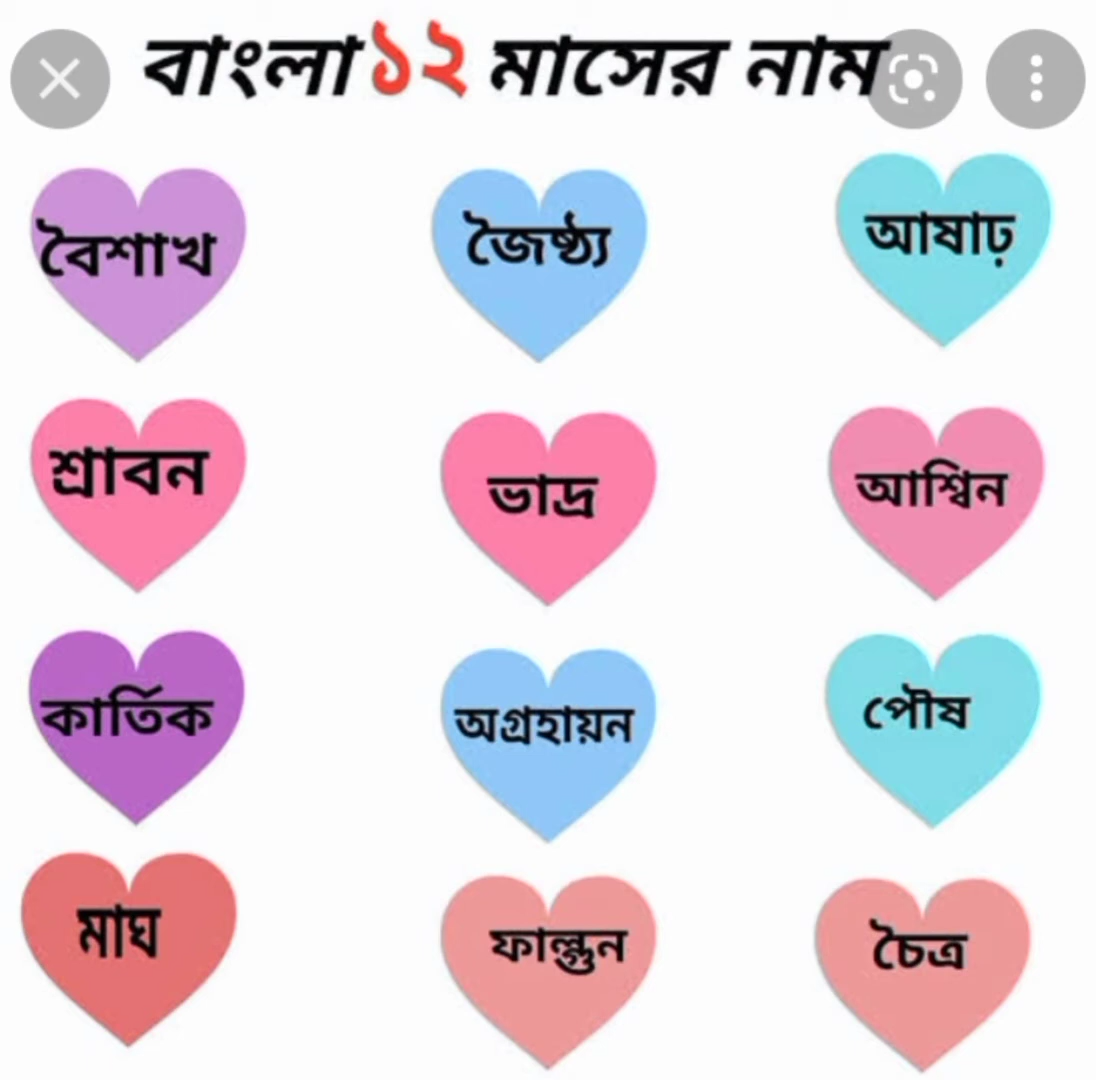 বাংলা ১২ মাসের নাম
বৈশাখ
জৈষ্ঠ্য
আষাঢ়
শ্রাবন
ভাদ্র
আশ্বিন
কার্তিক
অগ্রহায়ন
পৌষ
মাঘ
ফাল্গুন
চৈত্র